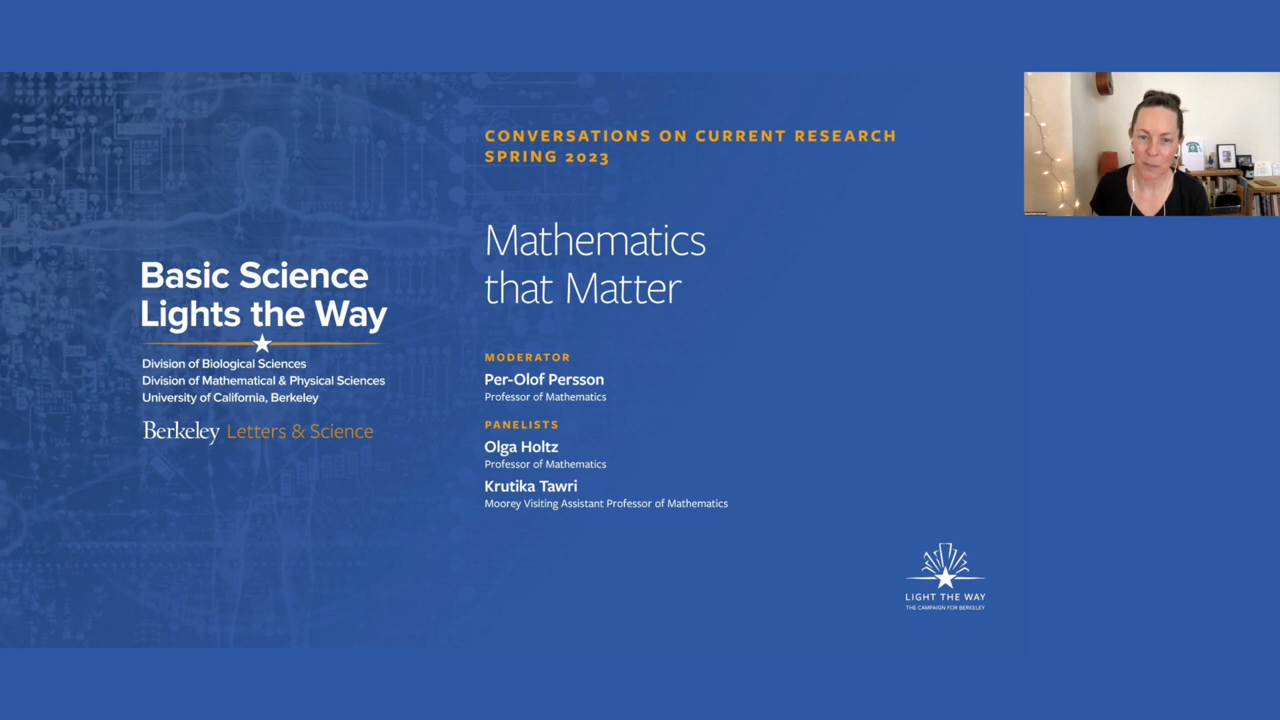 CONVERSATIONS ON CURRENT RESEARCH
SPRING 2023
Mathematics
that Matter
Basic Science
Lights the Way
Division of Biological Sciences
Division of Mathematical & Physical Sciences
University of California, Berkeley
Berkeley Letters & Science
MODERATOR
Per-Olof Persson
Professor of Mathematics
PANELISTS
Olga Holtz
Professor of Mathematics
Krutika Tawri
Moorey Visiting Assistant Professor of Mathematics
LIGHT THE WAY
THE CAMPAIGN FOR BERKELEY